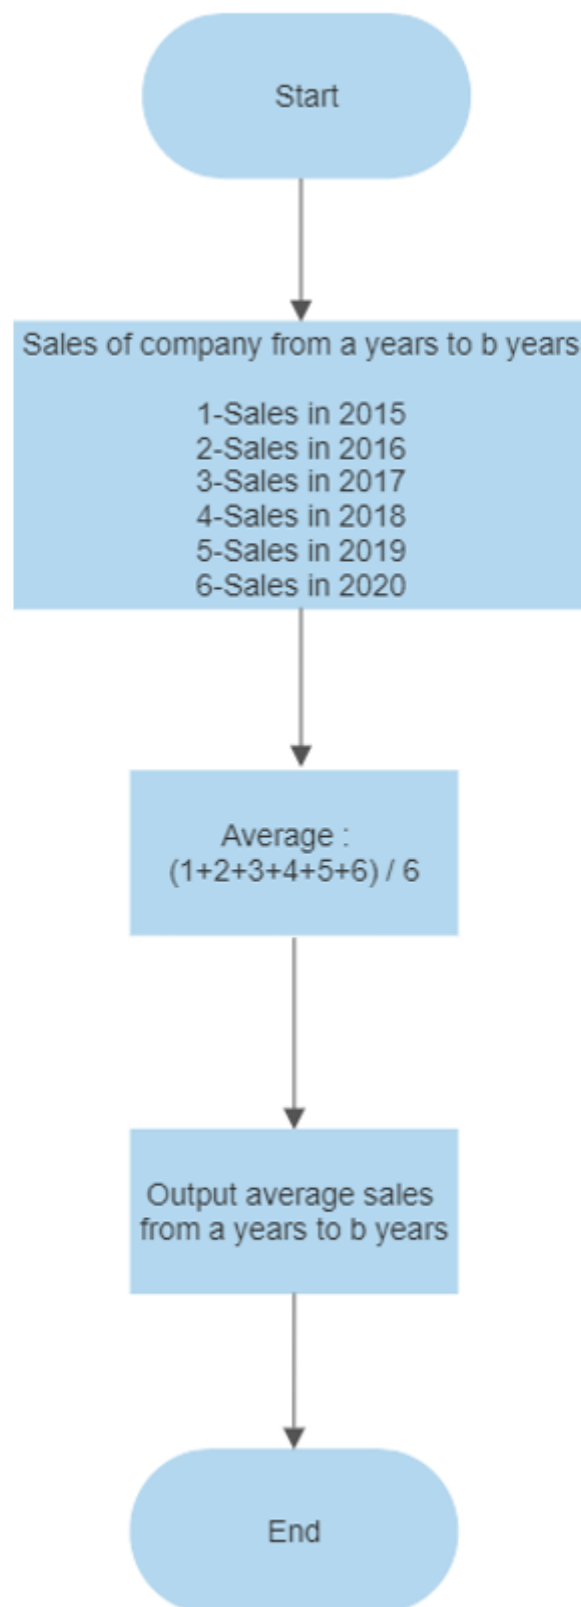 Start
Sales of company from a years to b years
1-Sales in 2015
2-Sales in 2016
3-Sales in 2017
4-Sales in 2018
5-Sales in 2019
6-Sales in 2020
Average :
(1+2+3+4+5+6) / 6
Output average sales
from a years to b years
End